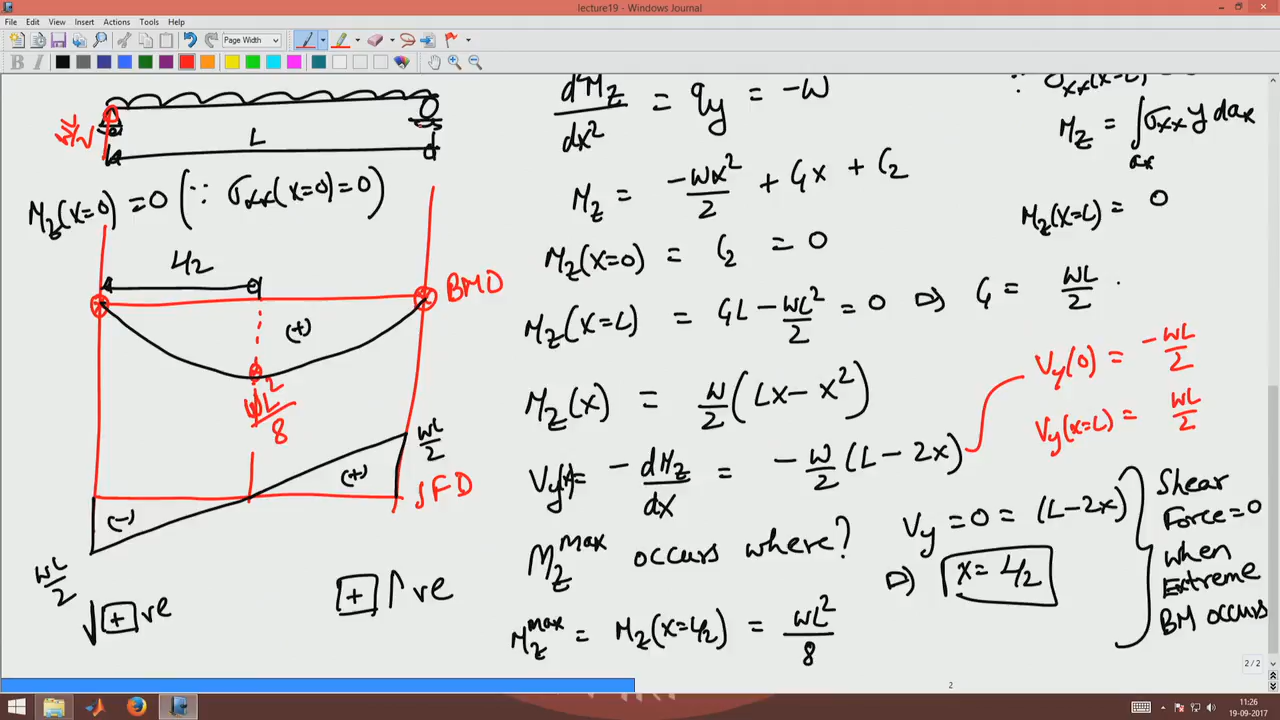 lecture19 - Windows Journal
File Edit View Insert Actions Tools Help
Page Width
B I
L
M_z(x=0) = 0 (∵ σ_xx(x=0)=0)
L/2
BMD
(+)
wL²/8
wL/2
(+)
SFD
(-)
wL/2
+ ve
+ ve
d²M_z/dx² = q_y = -w
M_z = -wx²/2 + C₁x + C₂
M_z(x=0) = C₂ = 0
M_z(x=L) = C₁L - wL²/2 = 0 ⇒ C₁ = wL/2
M_z(x) = w/2 (Lx - x²)
V_y(x) = -dM_z/dx = -w/2 (L - 2x)
M_z^max occurs where?
M_z^max = M_z(x=L/2) = wL²/8
∵ σ_xx(x=L)
M_z = ∫ σ_xx y da_x
a_x
M_z(x=L) = 0
V_y(0) = -wL/2
V_y(x=L) = wL/2
V_y = 0 = (L-2x)
⇒ x = L/2
Shear
Force=0
when
Extreme
BM occurs
2/2
2
11:26
19-09-2017